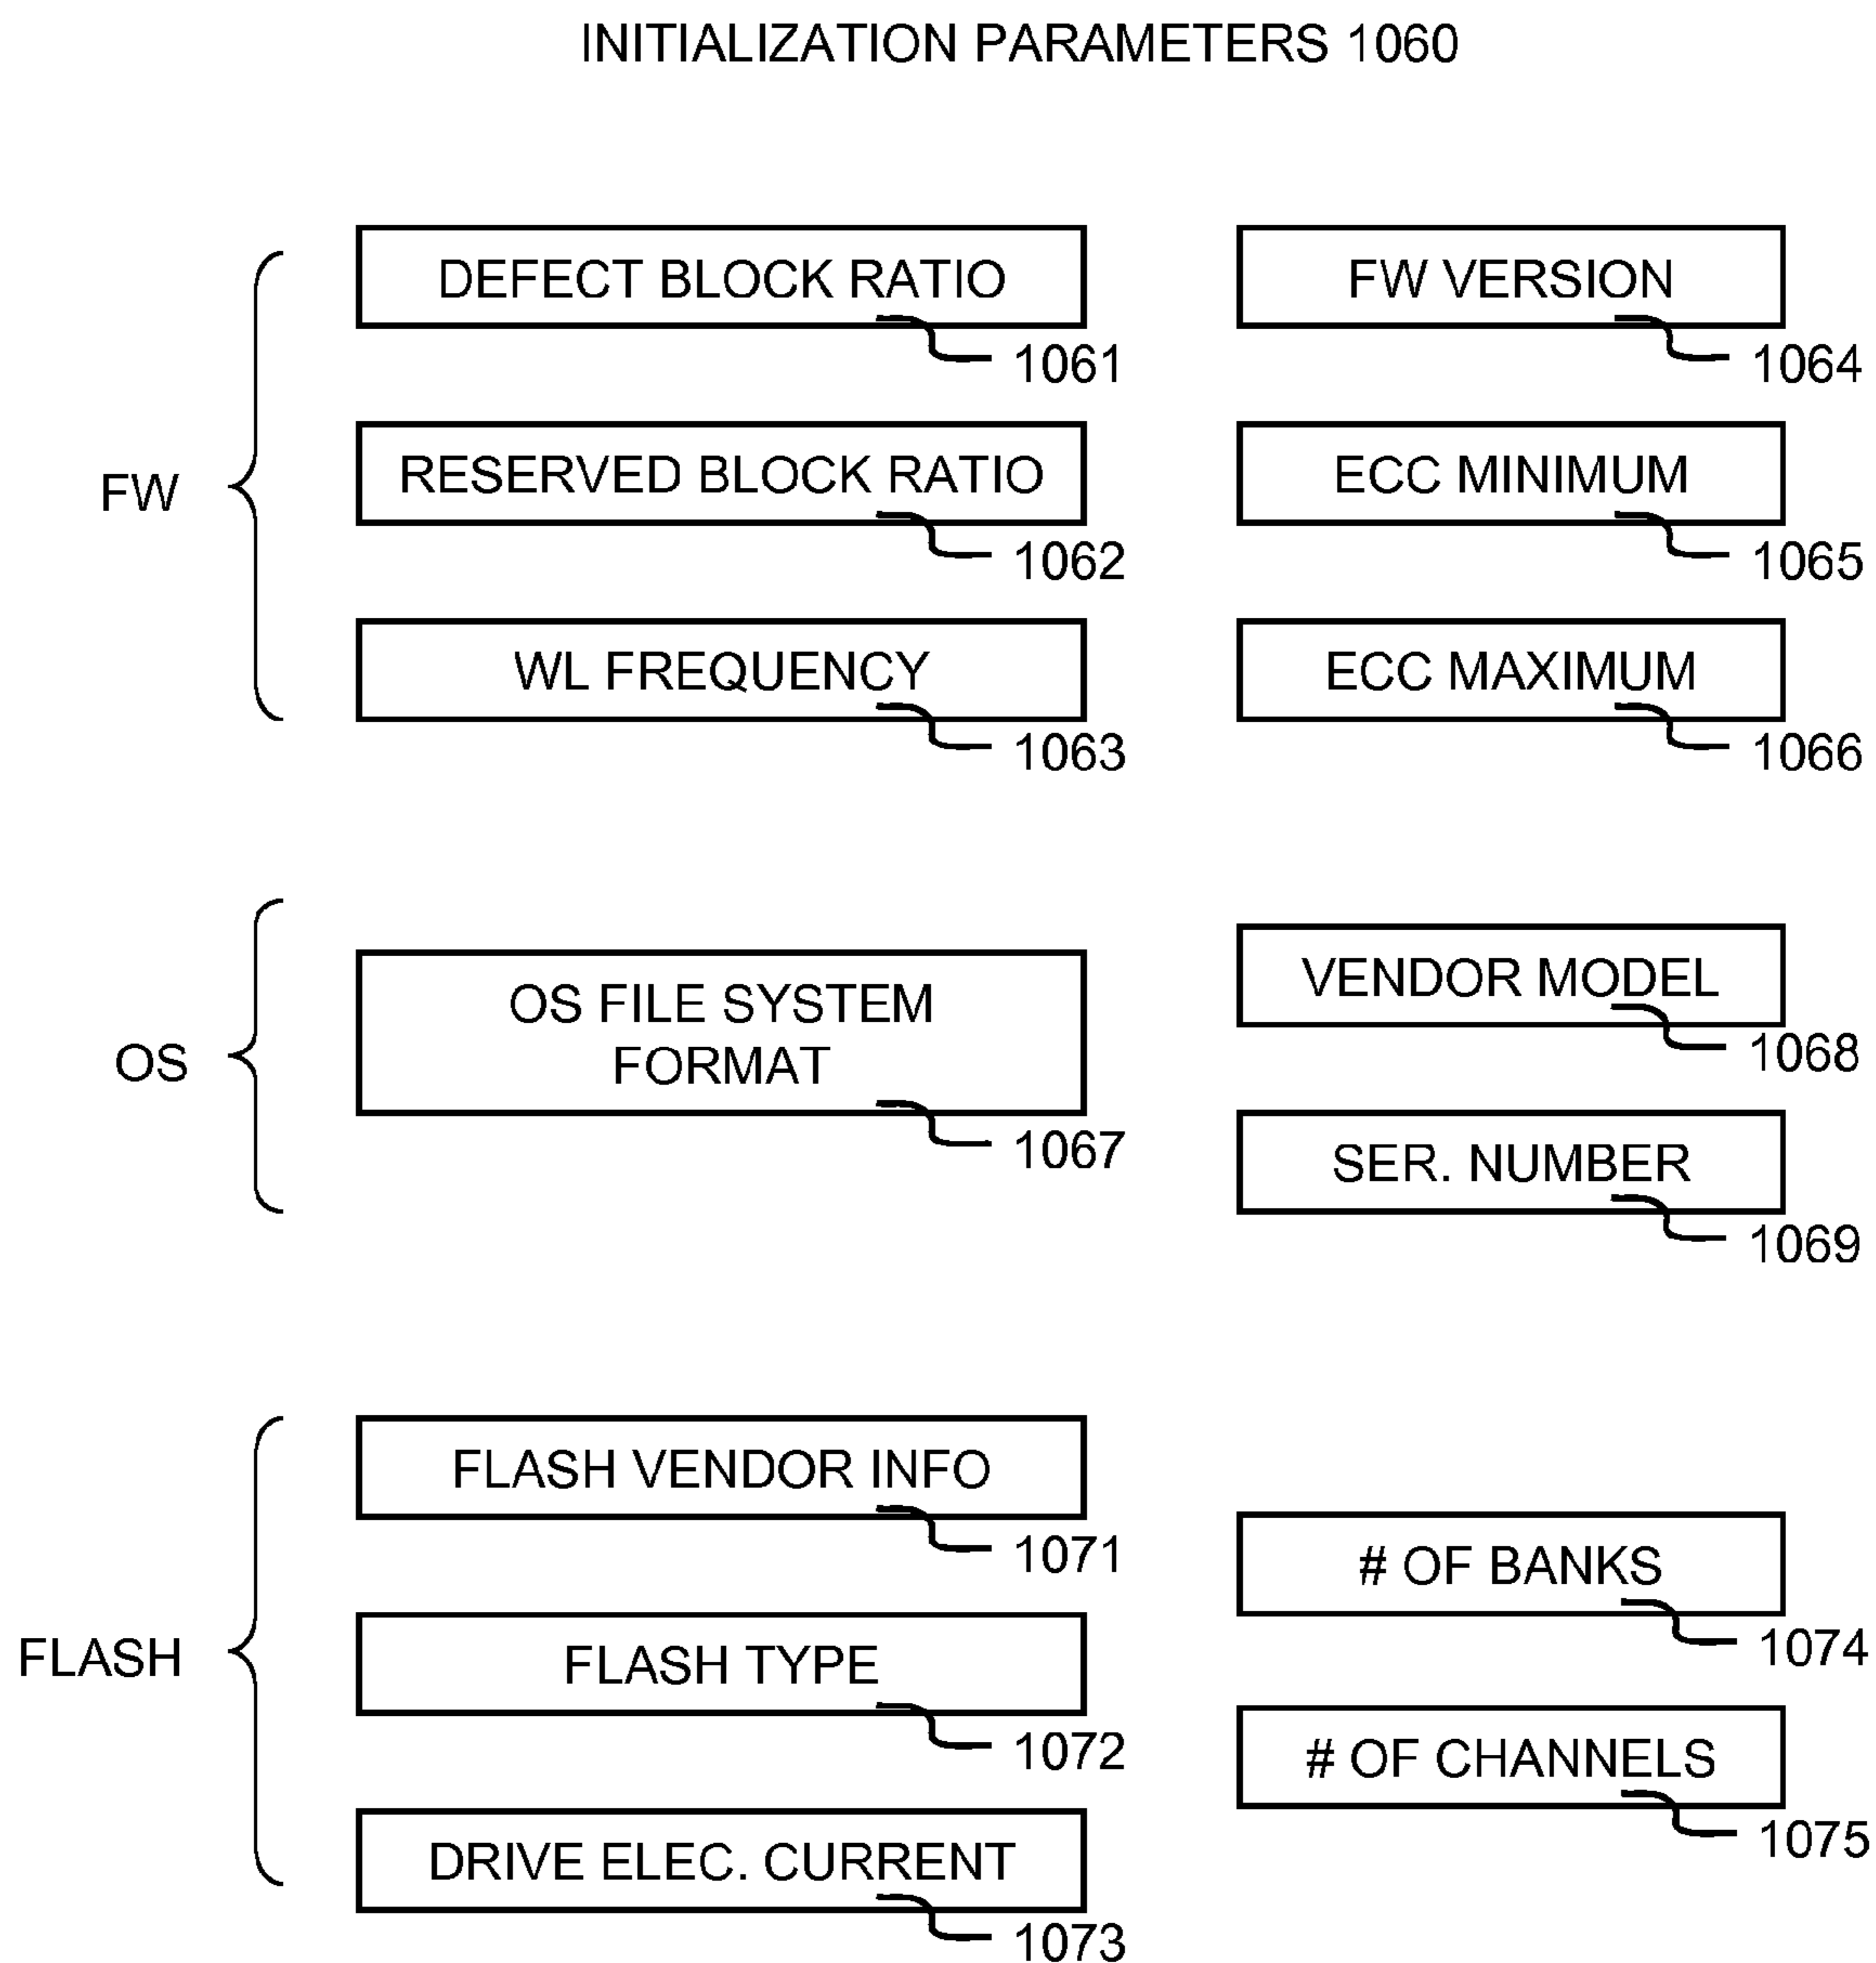 INITIALIZATION PARAMETERS 1060
FW
DEFECT BLOCK RATIO
1061
FW VERSION
1064
RESERVED BLOCK RATIO
1062
ECC MINIMUM
1065
WL FREQUENCY
1063
ECC MAXIMUM
1066
OS
OS FILE SYSTEM
FORMAT
1067
VENDOR MODEL
1068
SER. NUMBER
1069
FLASH
FLASH VENDOR INFO
1071
FLASH TYPE
1072
DRIVE ELEC. CURRENT
1073
# OF BANKS
1074
# OF CHANNELS
1075